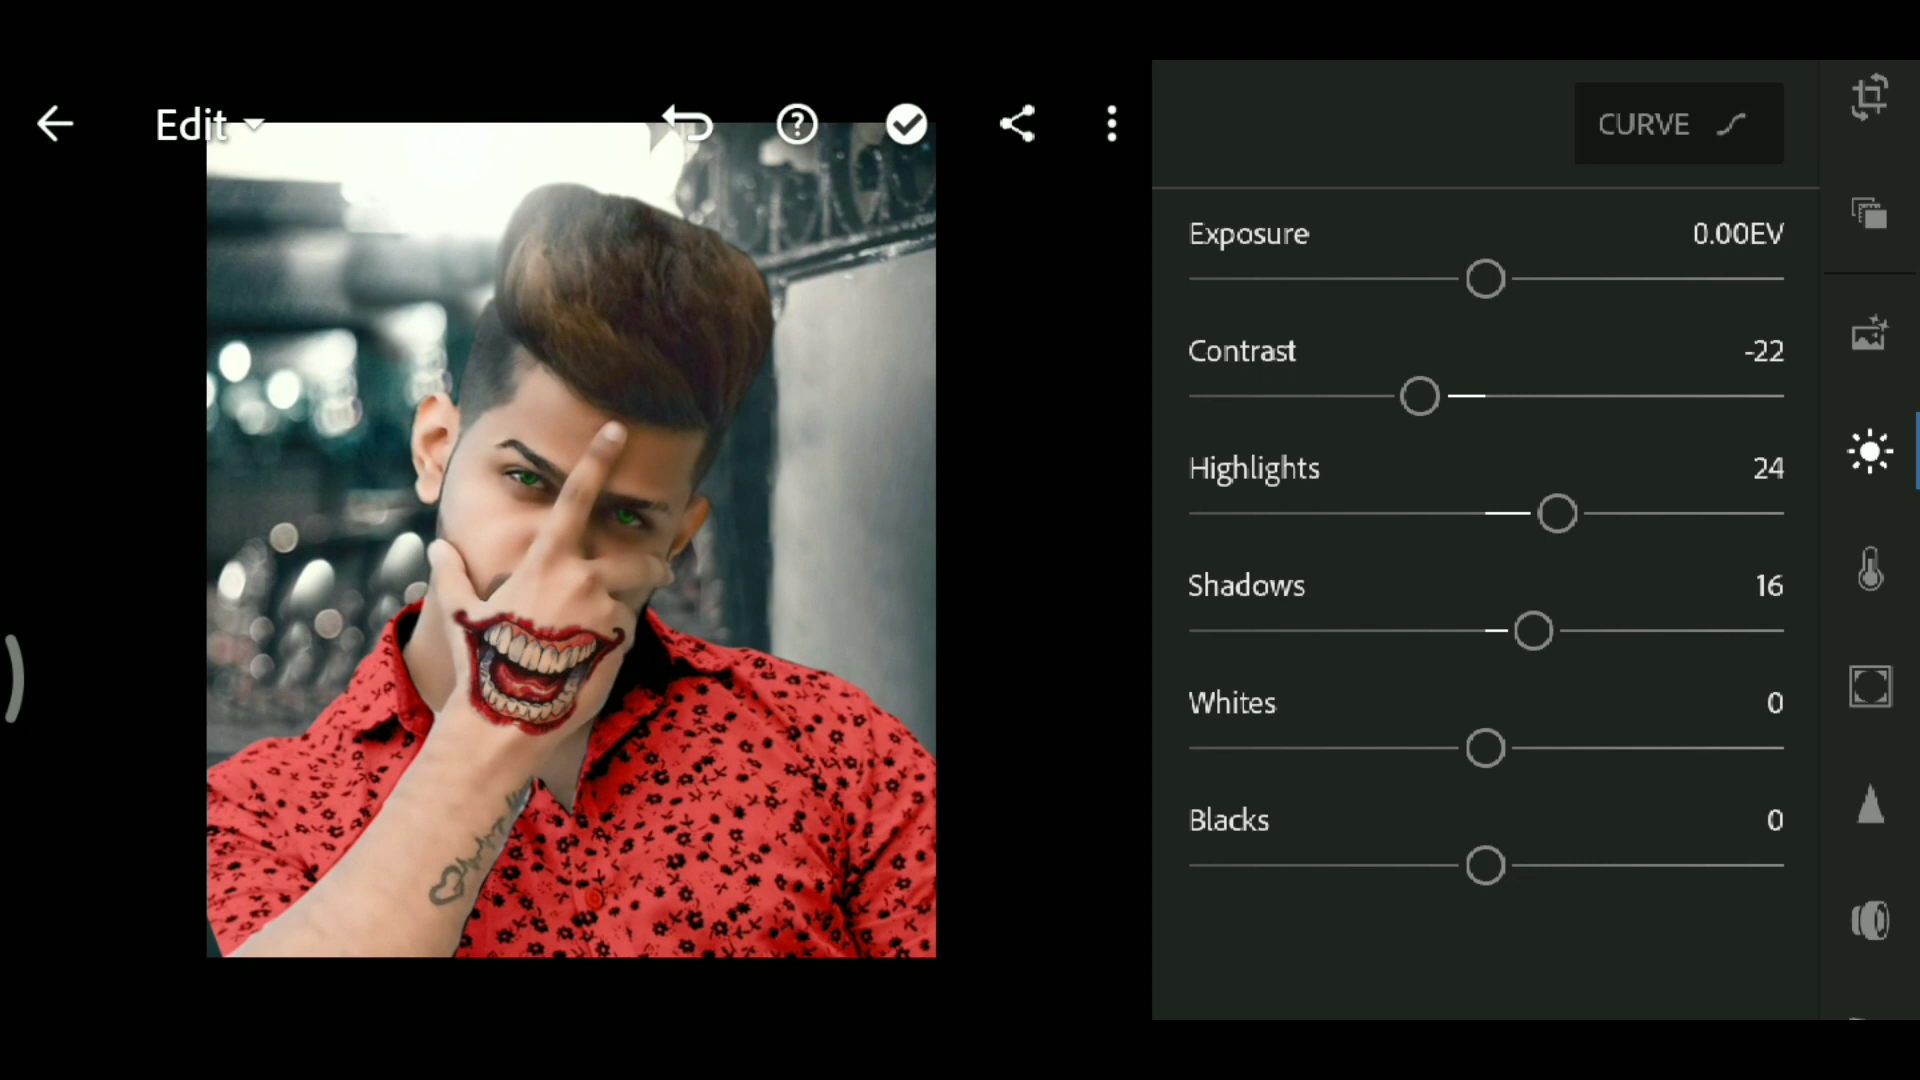 Edit
CURVE
Exposure 0.00EV
Contrast -22
Highlights 24
Shadows 16
Whites 0
Blacks 0